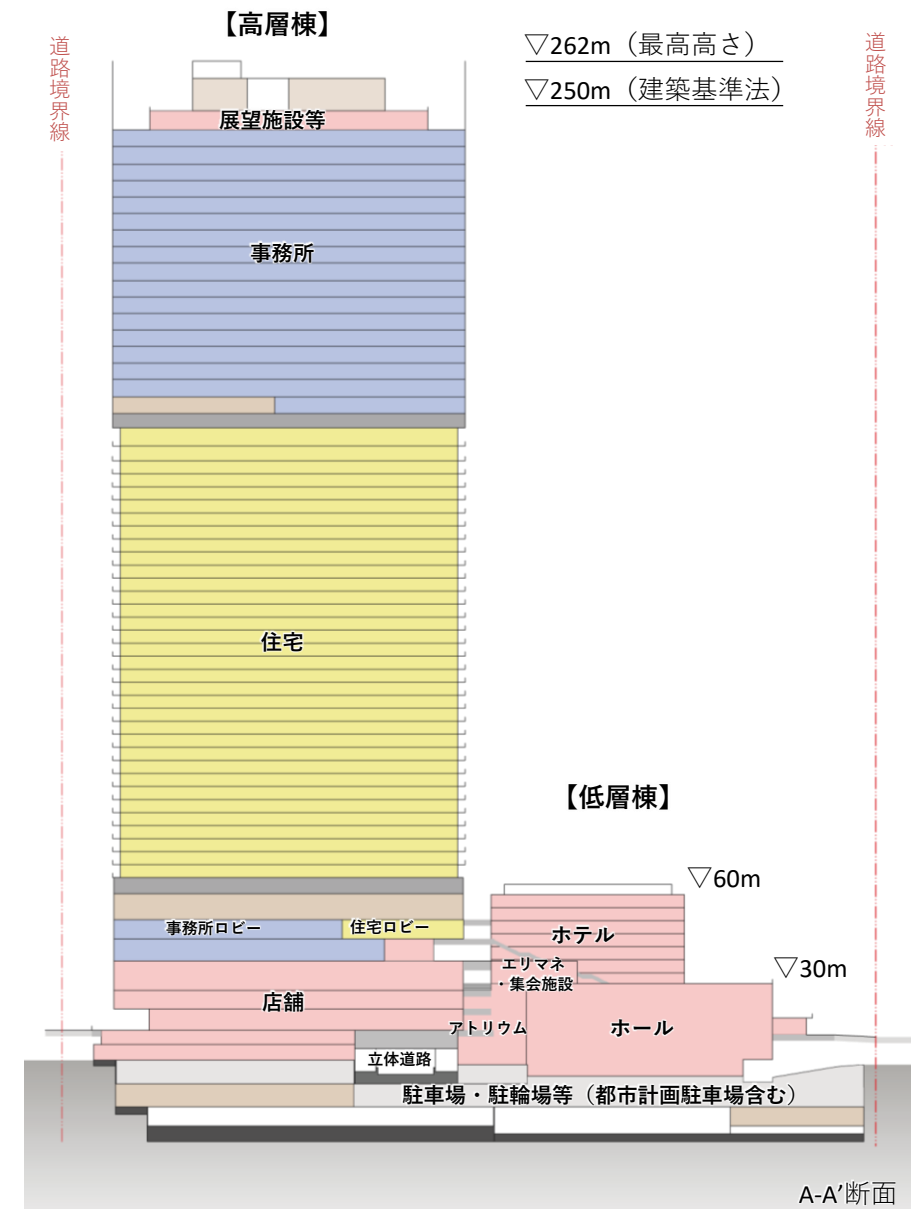 【高層棟】
▽262m（最高高さ）
▽250m（建築基準法）
道路境界線
道路境界線
展望施設等
事務所
住宅
【低層棟】
▽60m
事務所ロビー
住宅ロビー
ホテル
エリマネ
・集会施設
▽30m
店舗
アトリウム
ホール
立体道路
駐車場・駐輪場等（都市計画駐車場含む）
A-A’断面